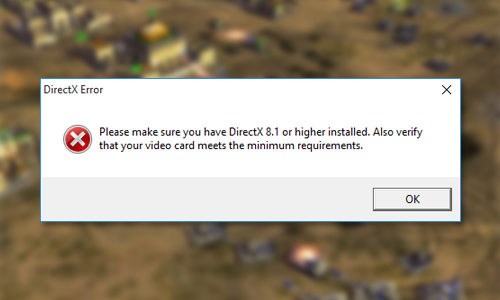 DirectX Error
Please make sure you have DirectX 8.1 or higher installed. Also verify
that your video card meets the minimum requirements.
OK